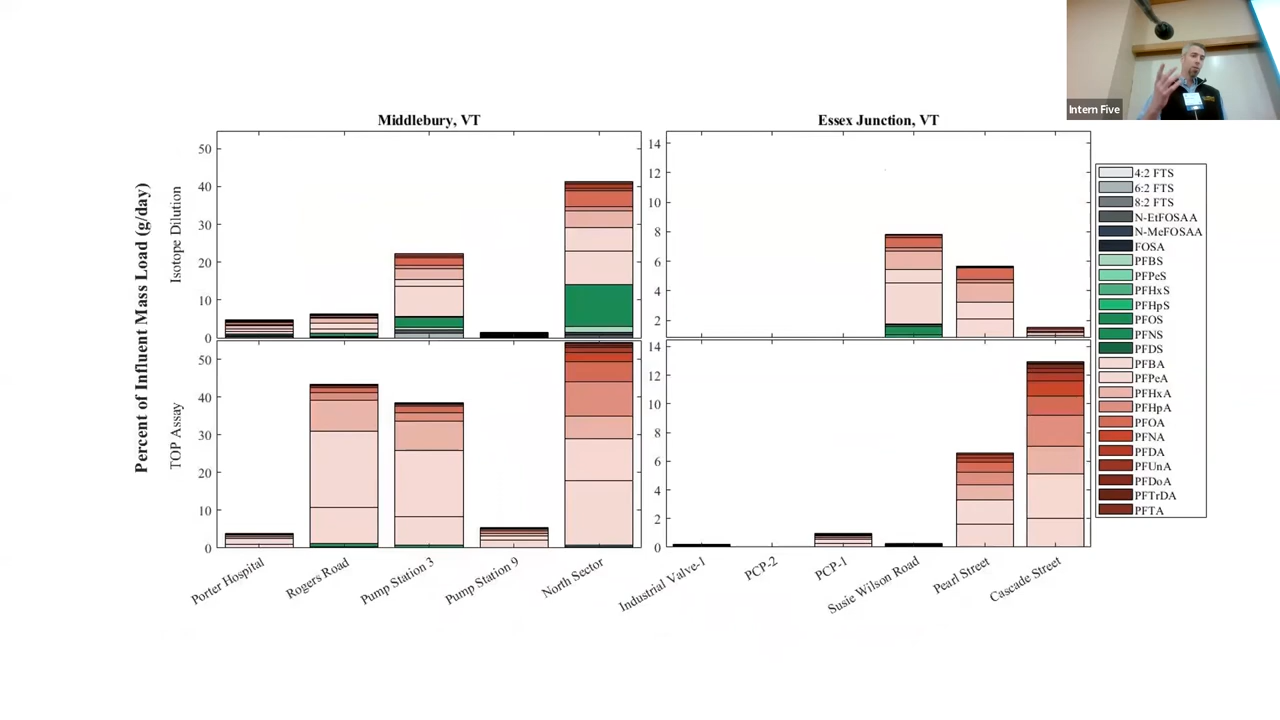 Intern Five
Middlebury, VT
Essex Junction, VT
Percent of Influent Mass Load (g/day)
Isotope Dilution
TOP Assay
50
40
30
20
10
0
50
40
30
20
10
0
14
12
10
8
6
4
2
14
12
10
8
6
4
2
0
Porter Hospital
Rogers Road
Pump Station 3
Pump Station 9
North Sector
Industrial Valve-1
PCP-2
PCP-1
Susie Wilson Road
Pearl Street
Cascade Street
4:2 FTS
6:2 FTS
8:2 FTS
N-EtFOSAA
N-MeFOSAA
FOSA
PFBS
PFPeS
PFHxS
PFHpS
PFOS
PFNS
PFDS
PFBA
PFPeA
PFHxA
PFHpA
PFOA
PFNA
PFDA
PFUnA
PFDoA
PFTrDA
PFTA